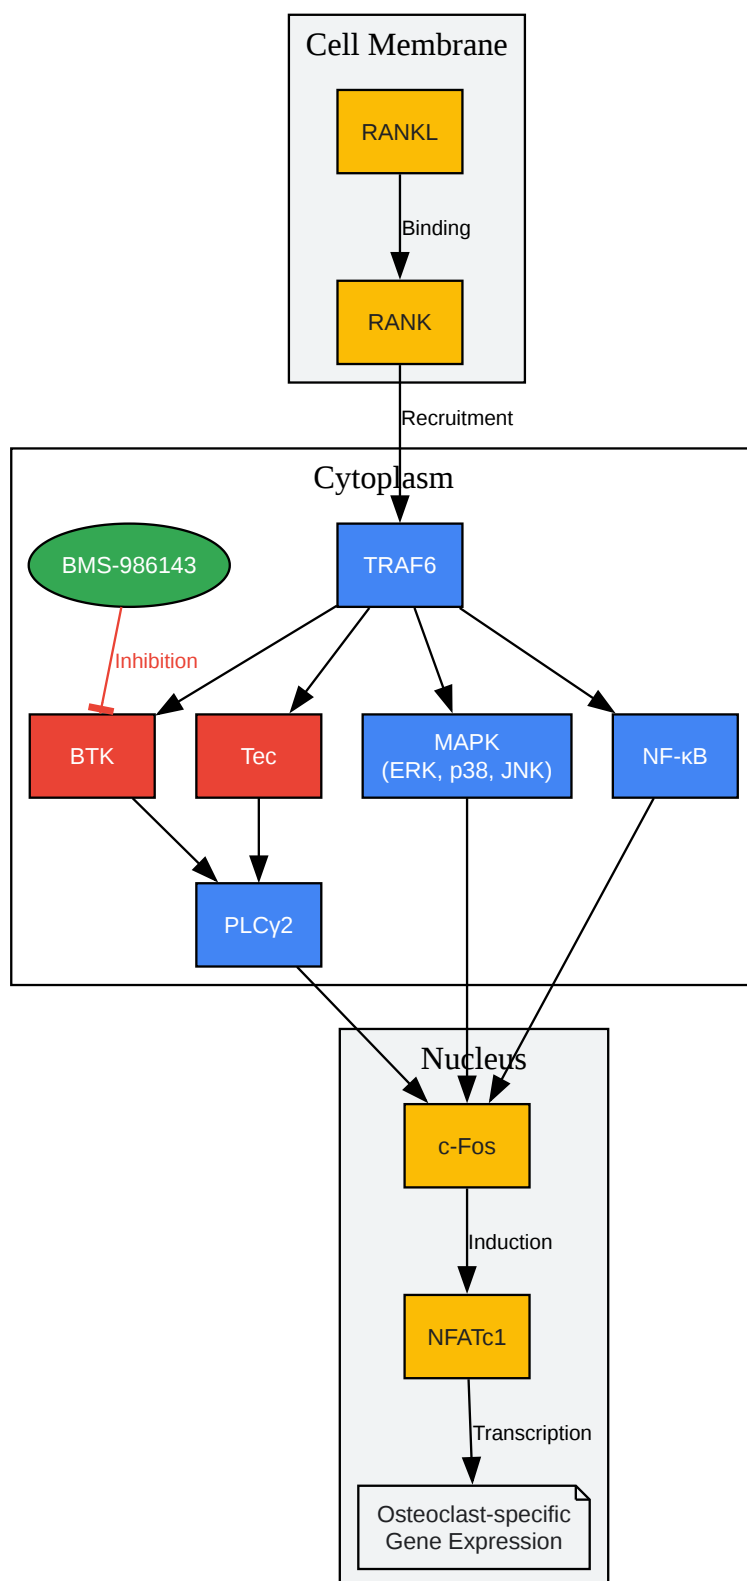 Cell Membrane
RANKL
Binding
RANK
Recruitment
Cytoplasm
BMS-986143
TRAF6
Inhibition
BTK
Tec
MAPK
(ERK, p38, JNK)
NF-κB
PLCγ2
Nucleus
c-Fos
Induction
NFATc1
Transcription
Osteoclast-specific
Gene Expression